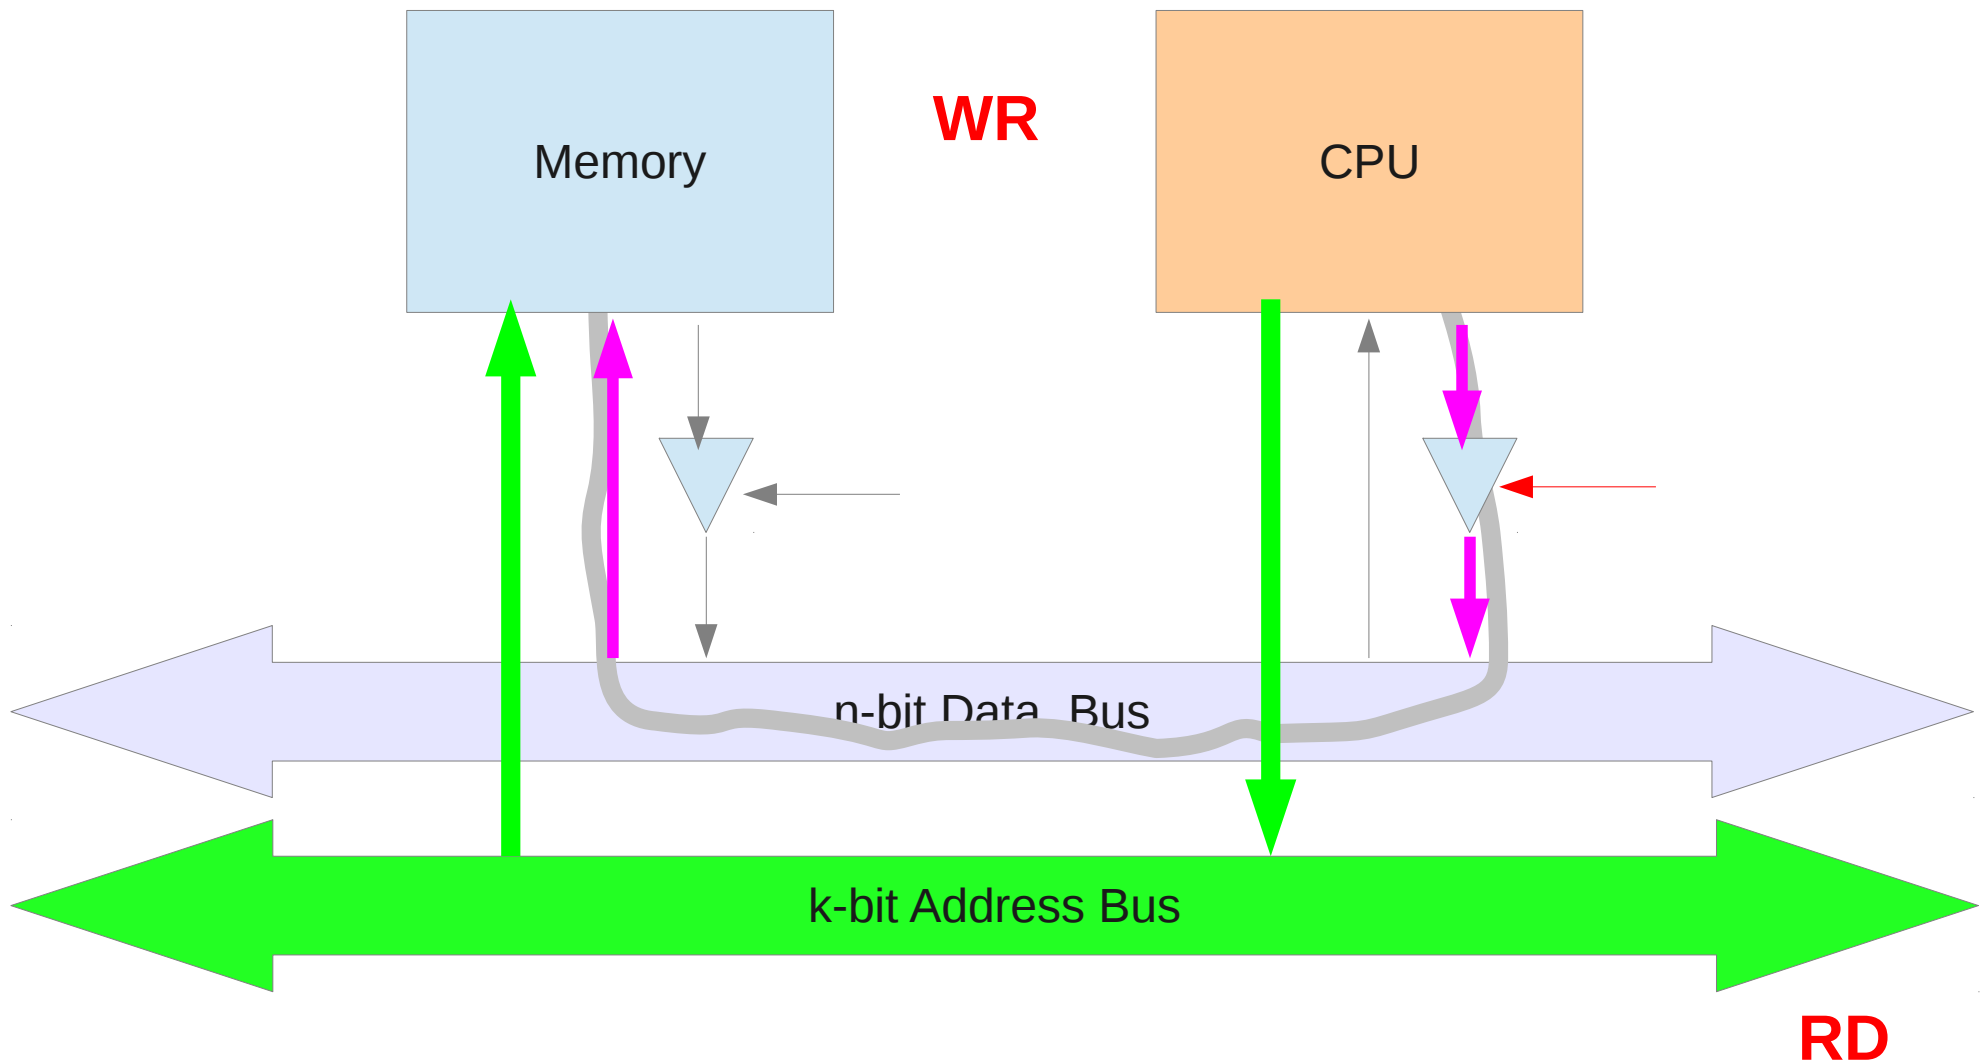 WR
Memory
CPU
n-bit Data Bus
k-bit Address Bus
RD